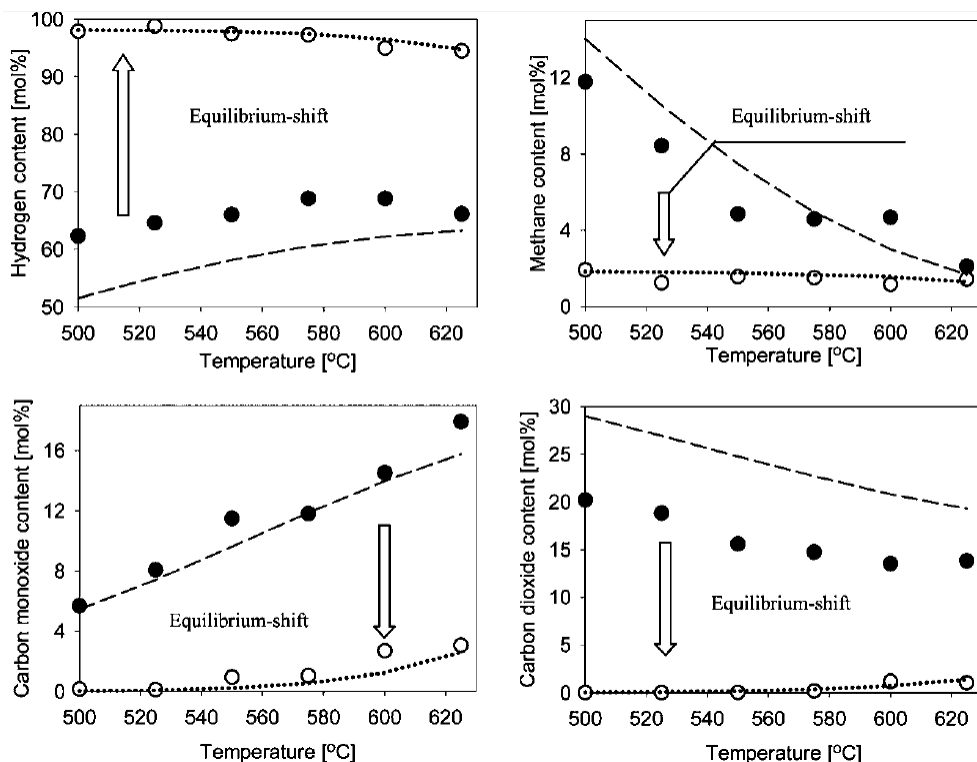 Hydrogen content [mol%]
100
90
80
70
60
50
Equilibrium-shift
500 520 540 560 580 600 620
Temperature [°C]
Methane content [mol%]
12
8
4
0
Equilibrium-shift
500 520 540 560 580 600 620
Temperature [°C]
Carbon monoxide content [mol%]
16
12
8
4
0
Equilibrium-shift
500 520 540 560 580 600 620
Temperature [°C]
Carbon dioxide content [mol%]
30
25
20
15
10
5
0
Equilibrium-shift
500 520 540 560 580 600 620
Temperature [°C]